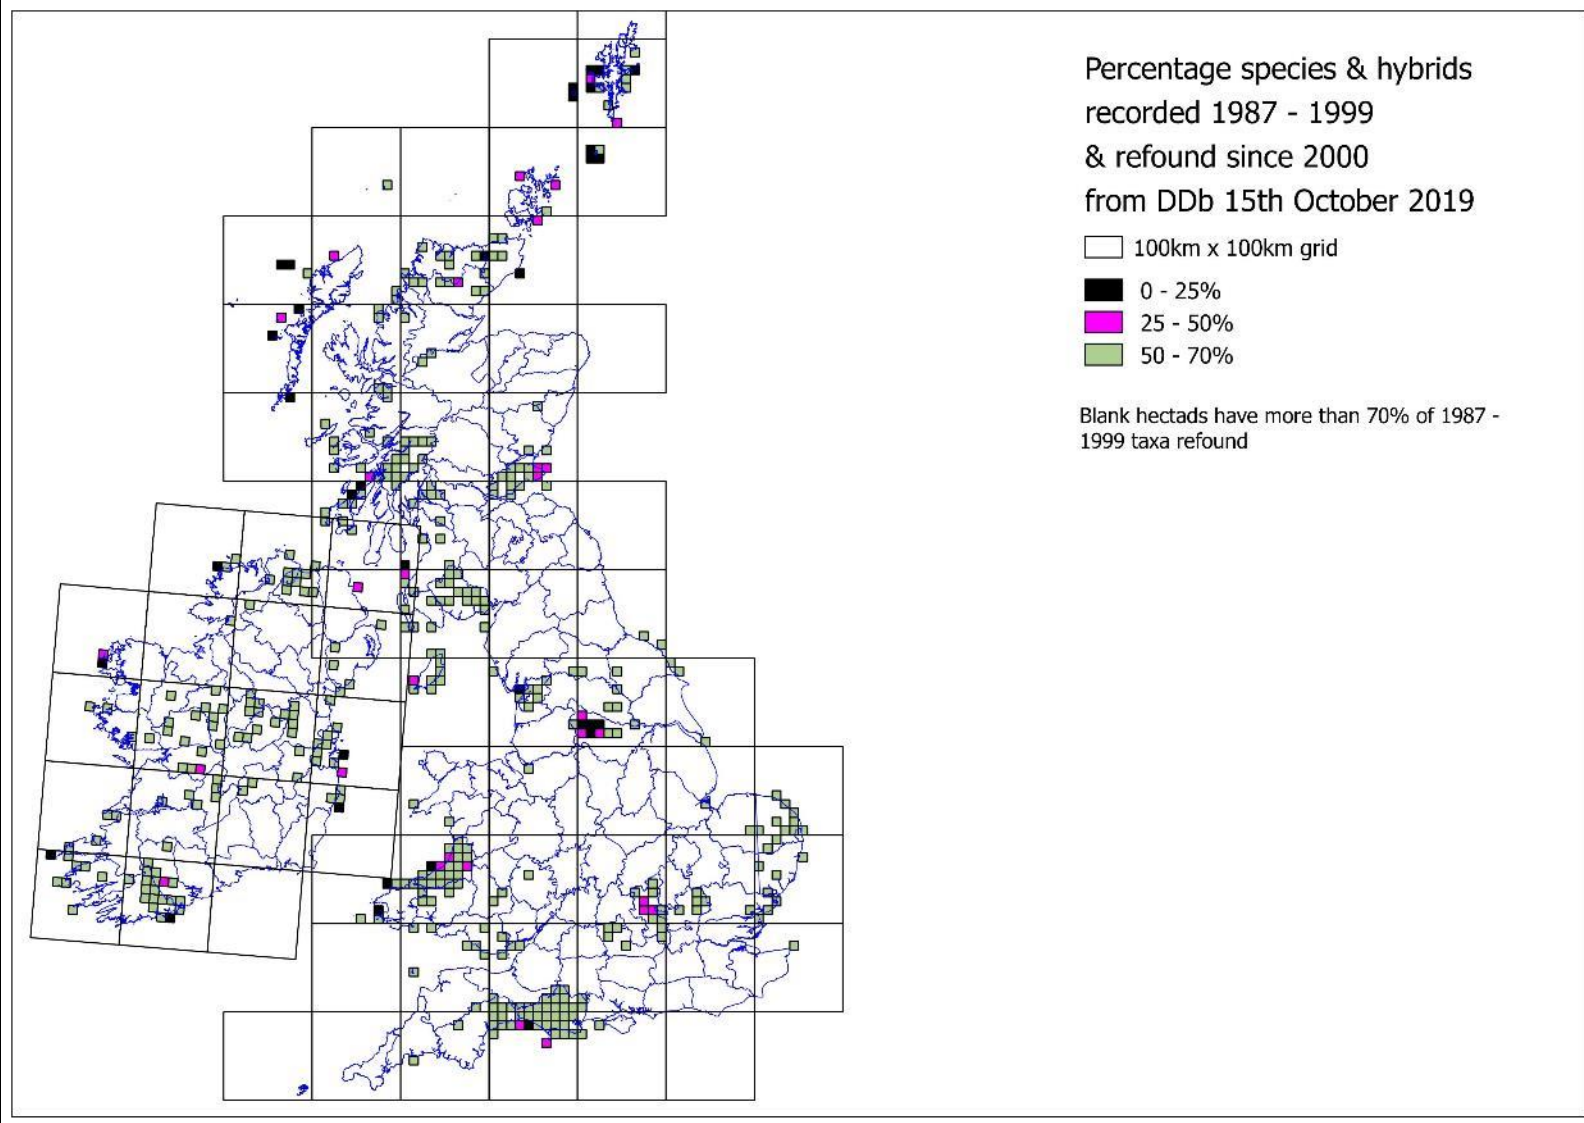 Percentage species & hybrids
recorded 1987 - 1999
& refound since 2000
from DDb 15th October 2019
100km x 100km grid
0 - 25%
25 - 50%
50 - 70%
Blank hectads have more than 70% of 1987 -
1999 taxa refound